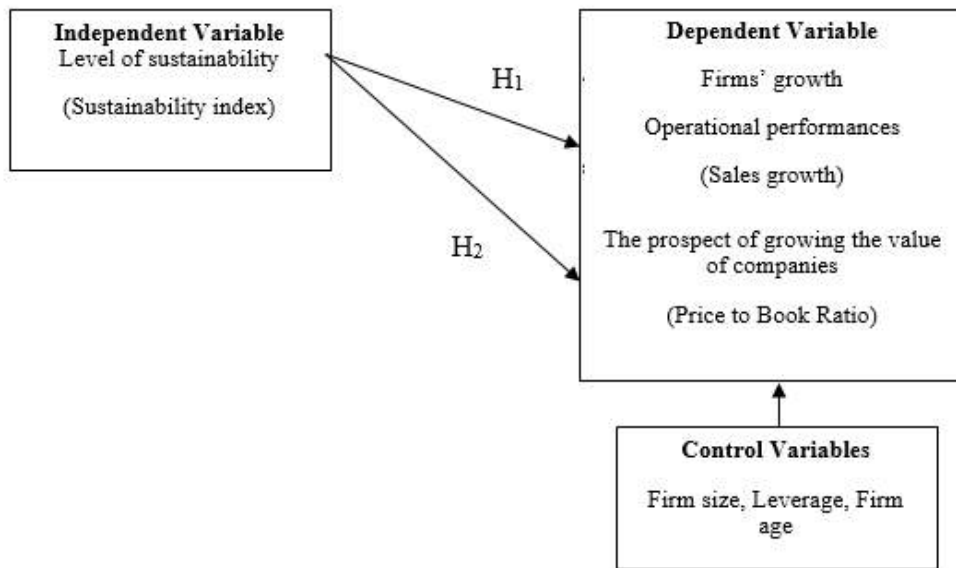 Independent Variable
Level of sustainability
(Sustainability index)
H1
H2
Dependent Variable
Firms’ growth
Operational performances
(Sales growth)
The prospect of growing the value
of companies
(Price to Book Ratio)
Control Variables
Firm size, Leverage, Firm
age